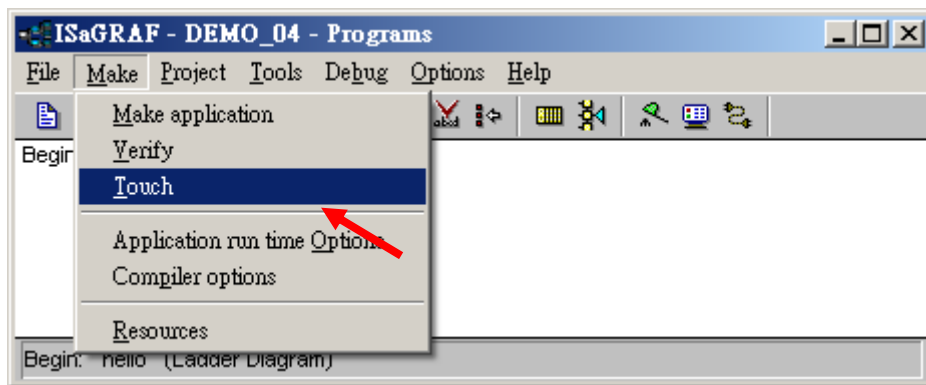 ISaGRAF - DEMO_04 - Programs
File Make Project Tools Debug Options Help
Make application
Verify
Touch
Application run time Options
Compiler options
Resources
Begin: hello (Ladder Diagram)